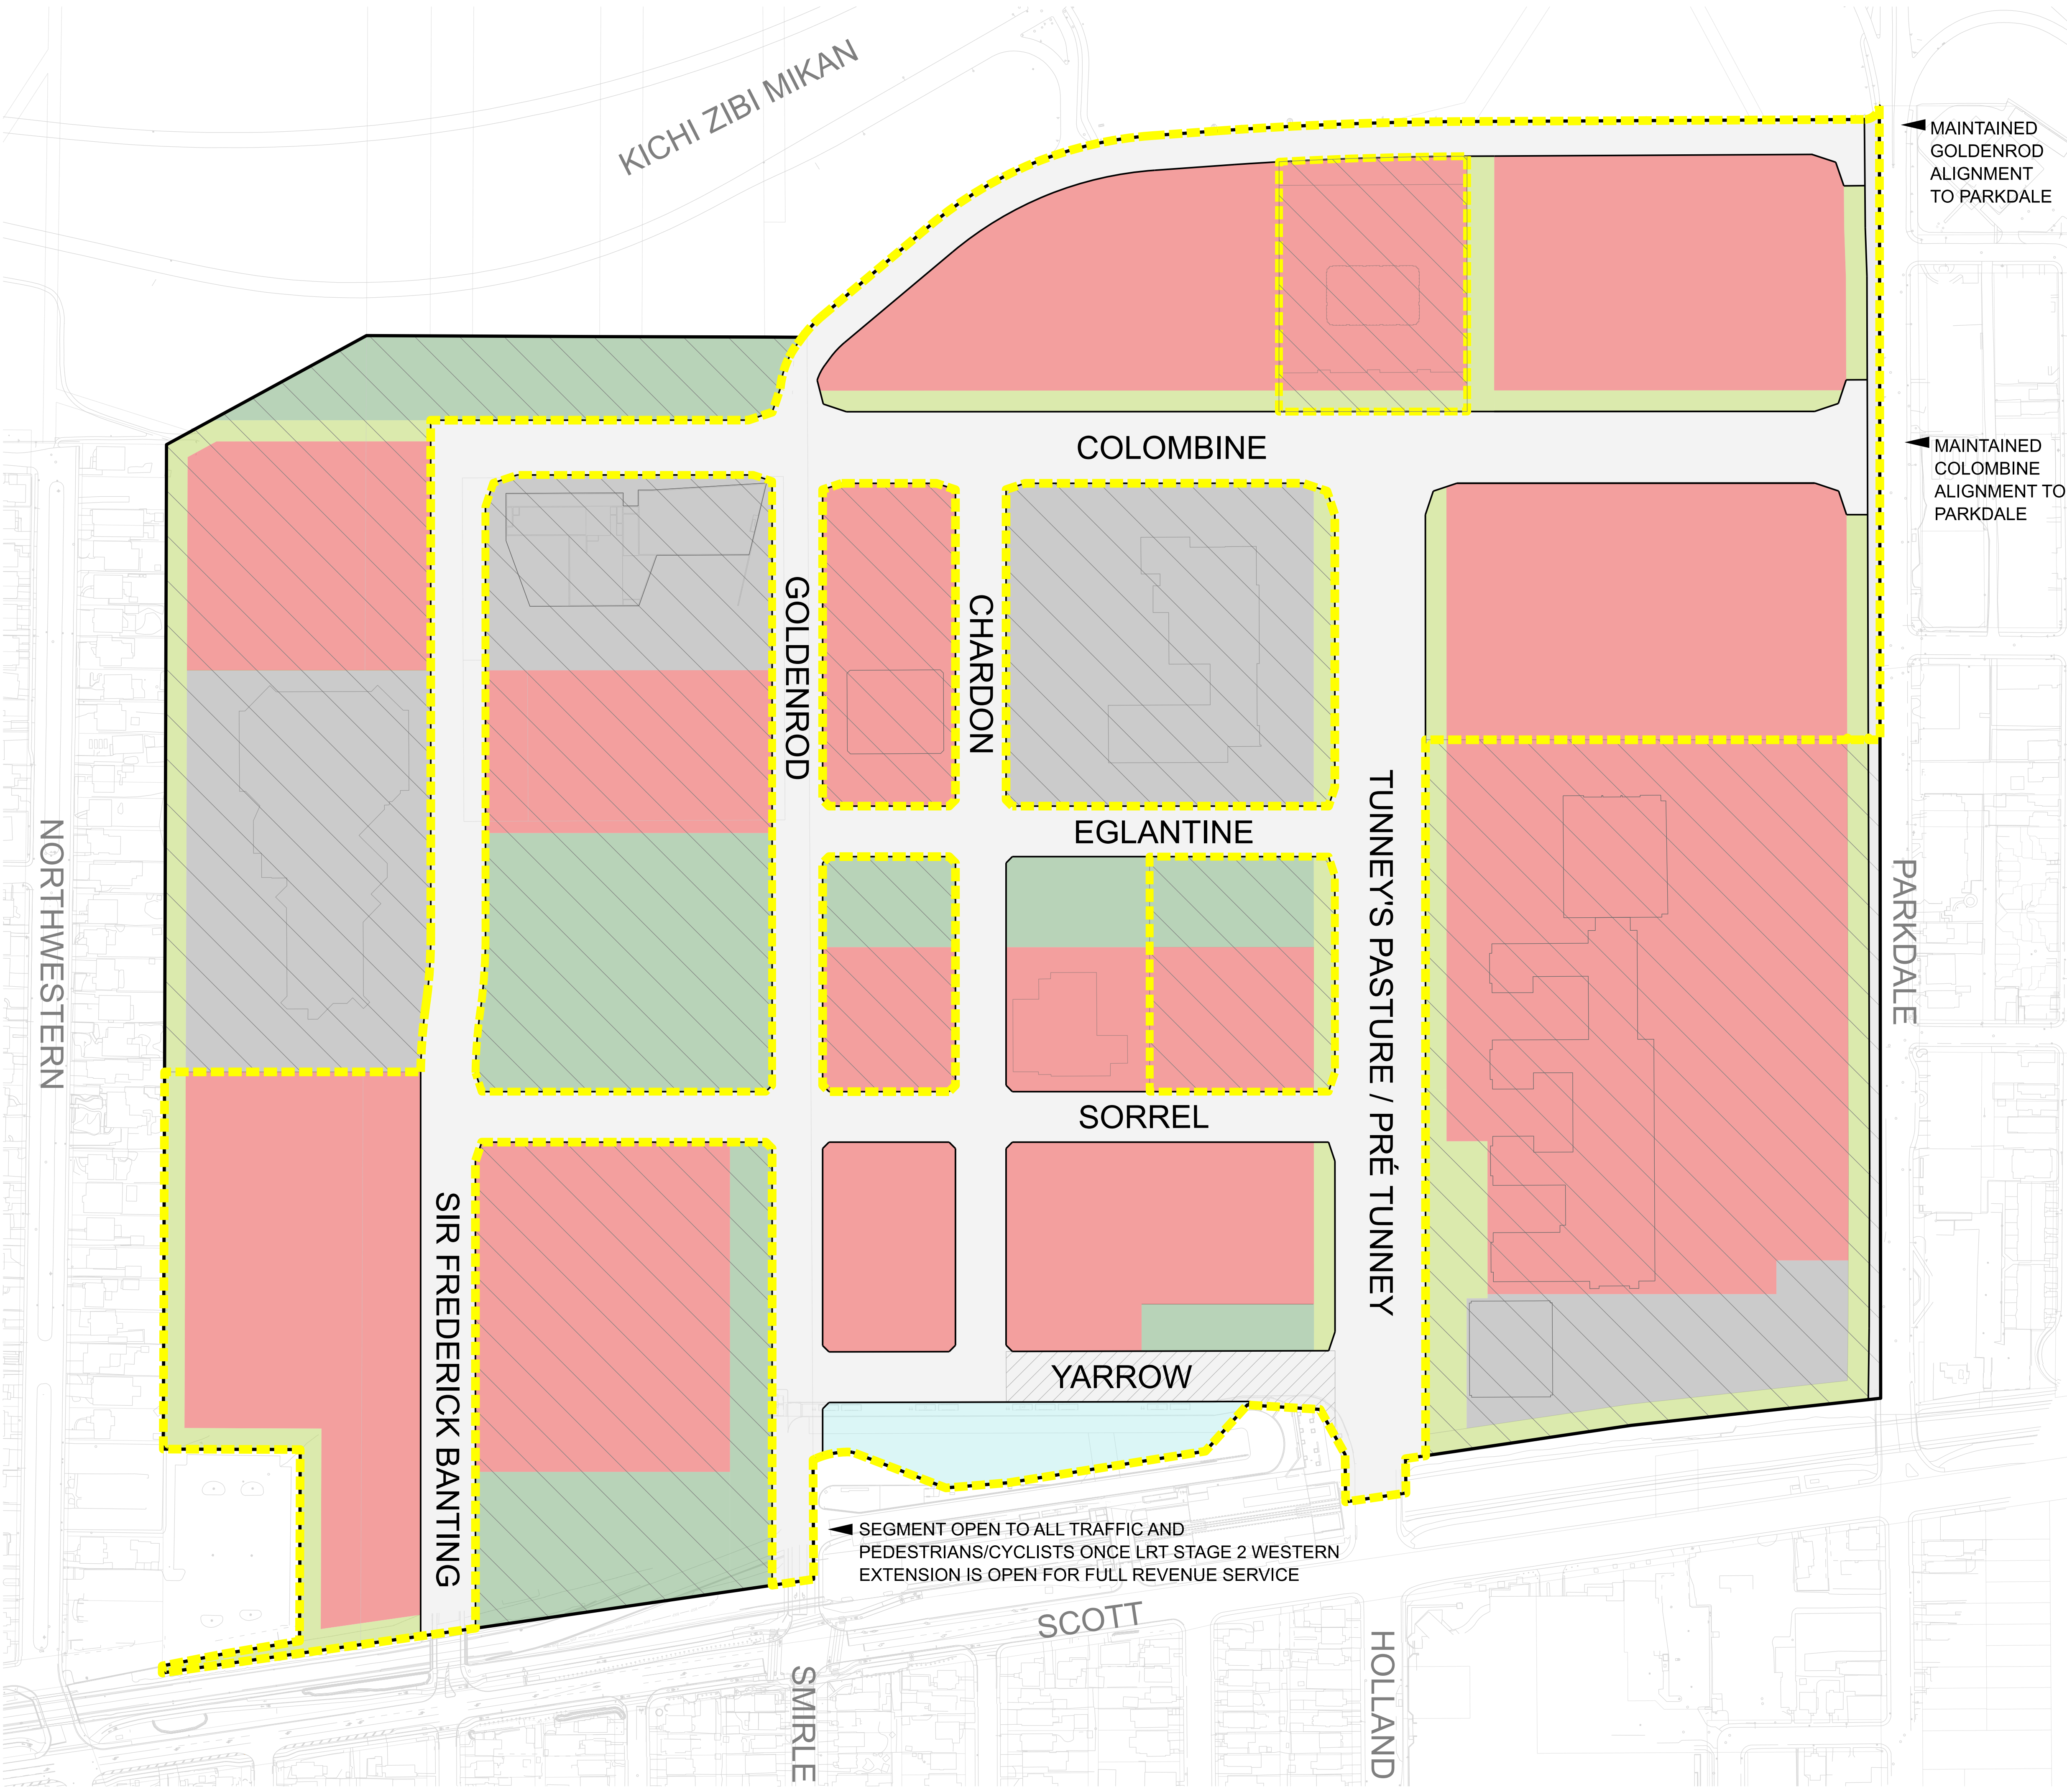 KICHI ZIBI MIKAN
MAINTAINED
GOLDENROD
ALIGNMENT
TO PARKDALE
COLOMBINE
MAINTAINED
COLOMBINE
ALIGNMENT TO
PARKDALE
GOLDENROD
CHARDON
EGLANTINE
TUNNEY'S PASTURE / PRÉ TUNNEY
NORTHWESTERN
PARKDALE
SORREL
SIR FREDERICK BANTING
YARROW
SEGMENT OPEN TO ALL TRAFFIC AND
PEDESTRIANS/CYCLISTS ONCE LRT STAGE 2 WESTERN
EXTENSION IS OPEN FOR FULL REVENUE SERVICE
SCOTT
SMIRLE
HOLLAND